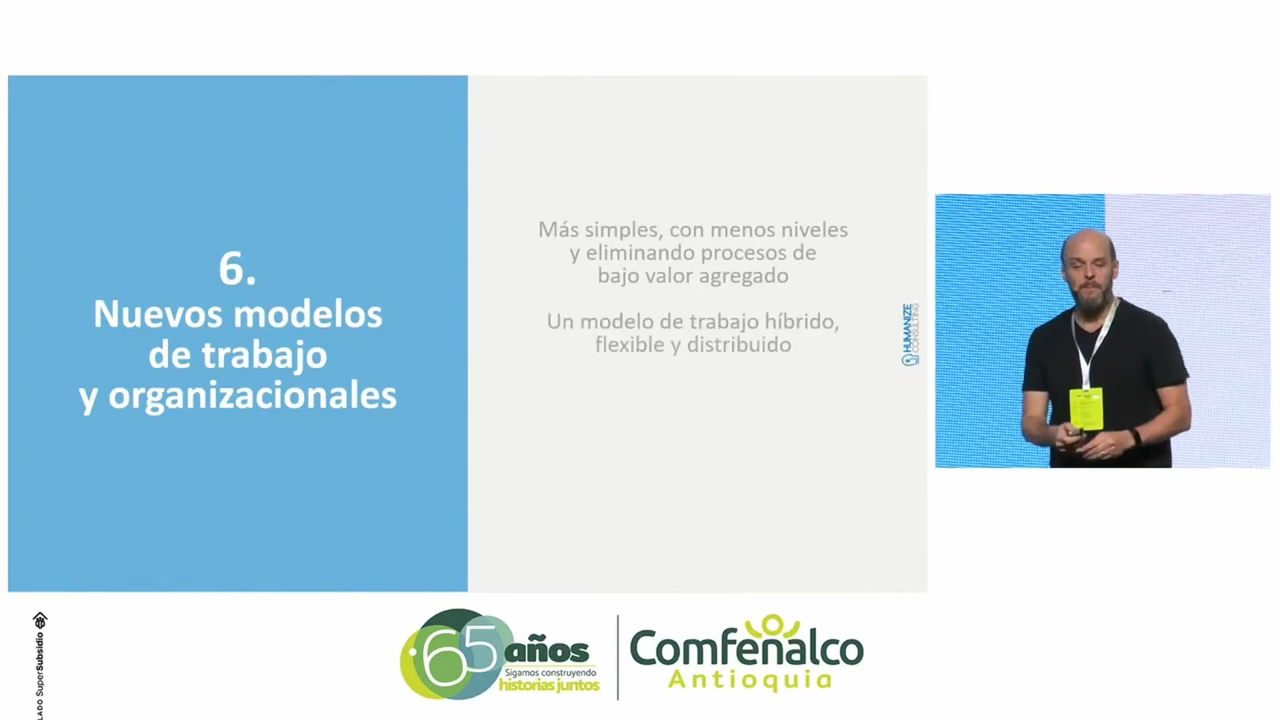 6.
Nuevos modelos
de trabajo
y organizacionales
Más simples, con menos niveles
y eliminando procesos de
bajo valor agregado
Un modelo de trabajo híbrido,
flexible y distribuido
HUMANIZE
CONSULTING
LADO SuperSubsidio
65 años
Sigamos construyendo
historias juntos
Comfenalco
Antioquia